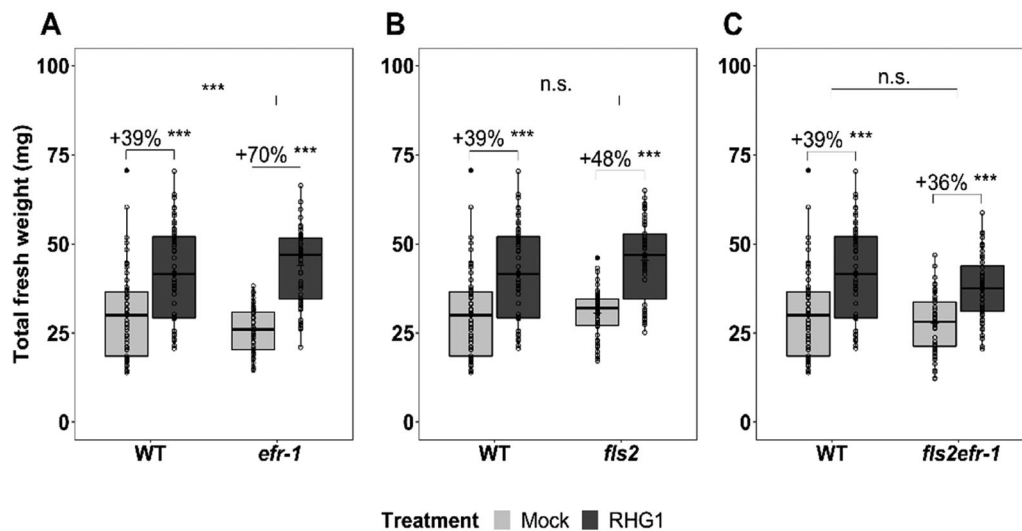 A
B
C
Total fresh weight (mg)
100
75
50
25
0
***
+39% ***
+70% ***
WT
efr-1
100
75
50
25
0
n.s.
+39% ***
+48% ***
WT
fls2
100
75
50
25
0
n.s.
+39% ***
+36% ***
WT
fls2efr-1
Treatment Mock RHG1